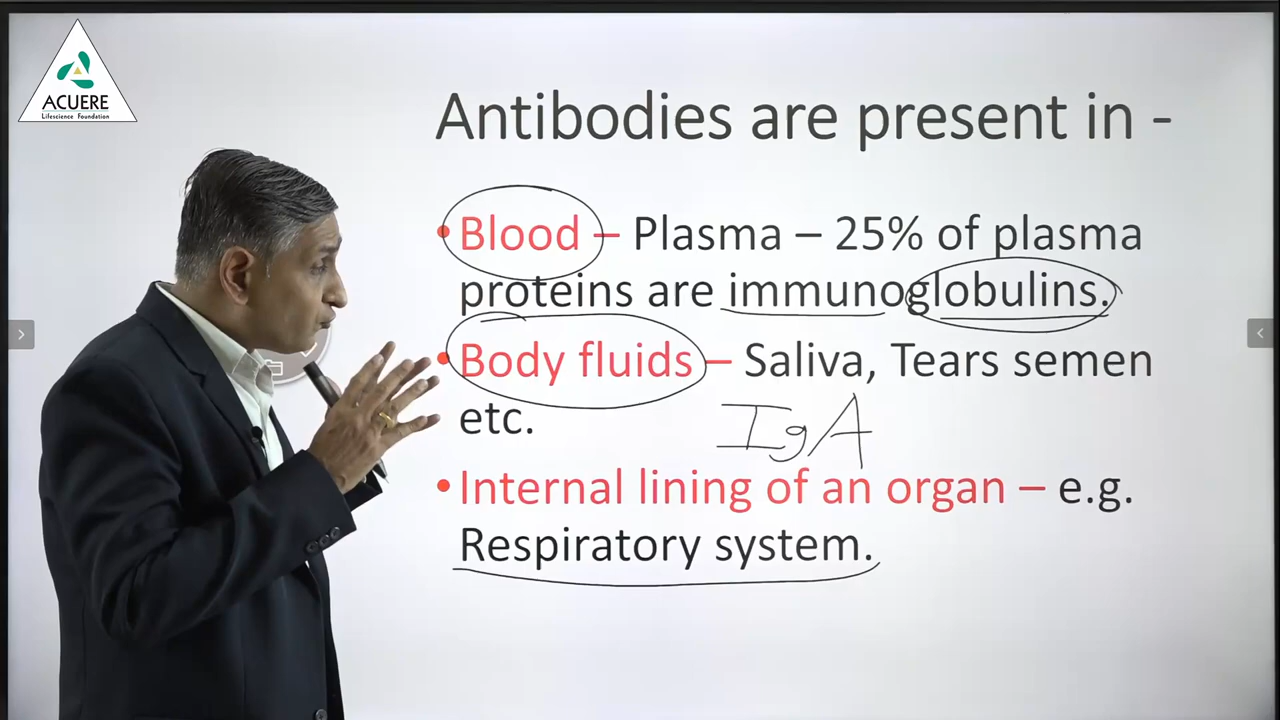 ACUERE
Lifescience Foundation
Antibodies are present in -
• Blood – Plasma – 25% of plasma
proteins are immunoglobulins.
• Body fluids – Saliva, Tears semen
etc.
IgA
• Internal lining of an organ – e.g.
Respiratory system.